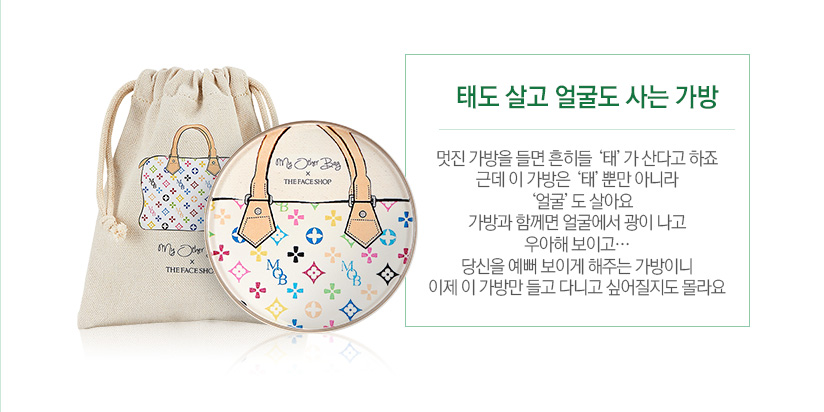 태도 살고 얼굴도 사는 가방
멋진 가방을 들면 흔히들 ‘태’ 가 산다고 하죠
근데 이 가방은 ‘태’ 뿐만 아니라
‘얼굴’ 도 살아요
가방과 함께면 얼굴에서 광이 나고
우아해 보이고…
당신을 예뻐 보이게 해주는 가방이니
이제 이 가방만 들고 다니고 싶어질지도 몰라요
My Other Bag
×
THE FACE SHOP
My Other Bag
×
THE FACE SHOP
MOB
MOB
MOB